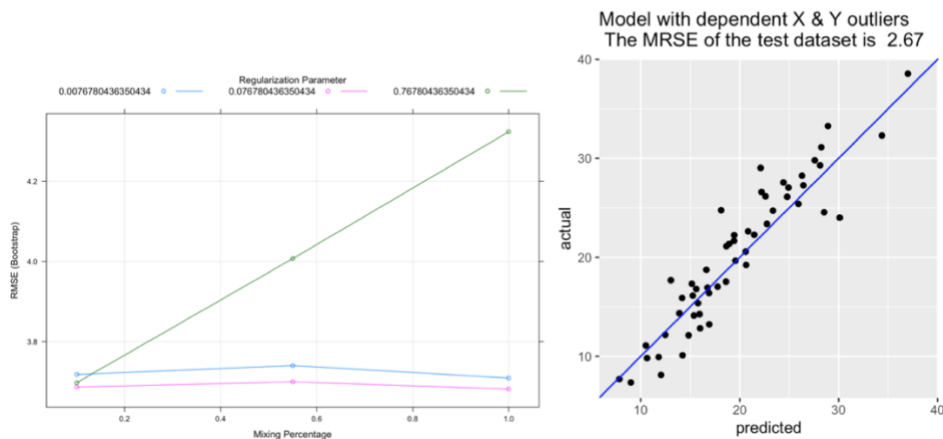 Regularization Parameter
0.0076780436350434 0.076780436350434 0.76780436350434
4.2
4.0
3.8
RMSE (Bootstrap)
0.2 0.4 0.6 0.8 1.0
Mixing Percentage
Model with dependent X & Y outliers
The MRSE of the test dataset is 2.67
40
30
20
10
actual
10 20 30 40
predicted